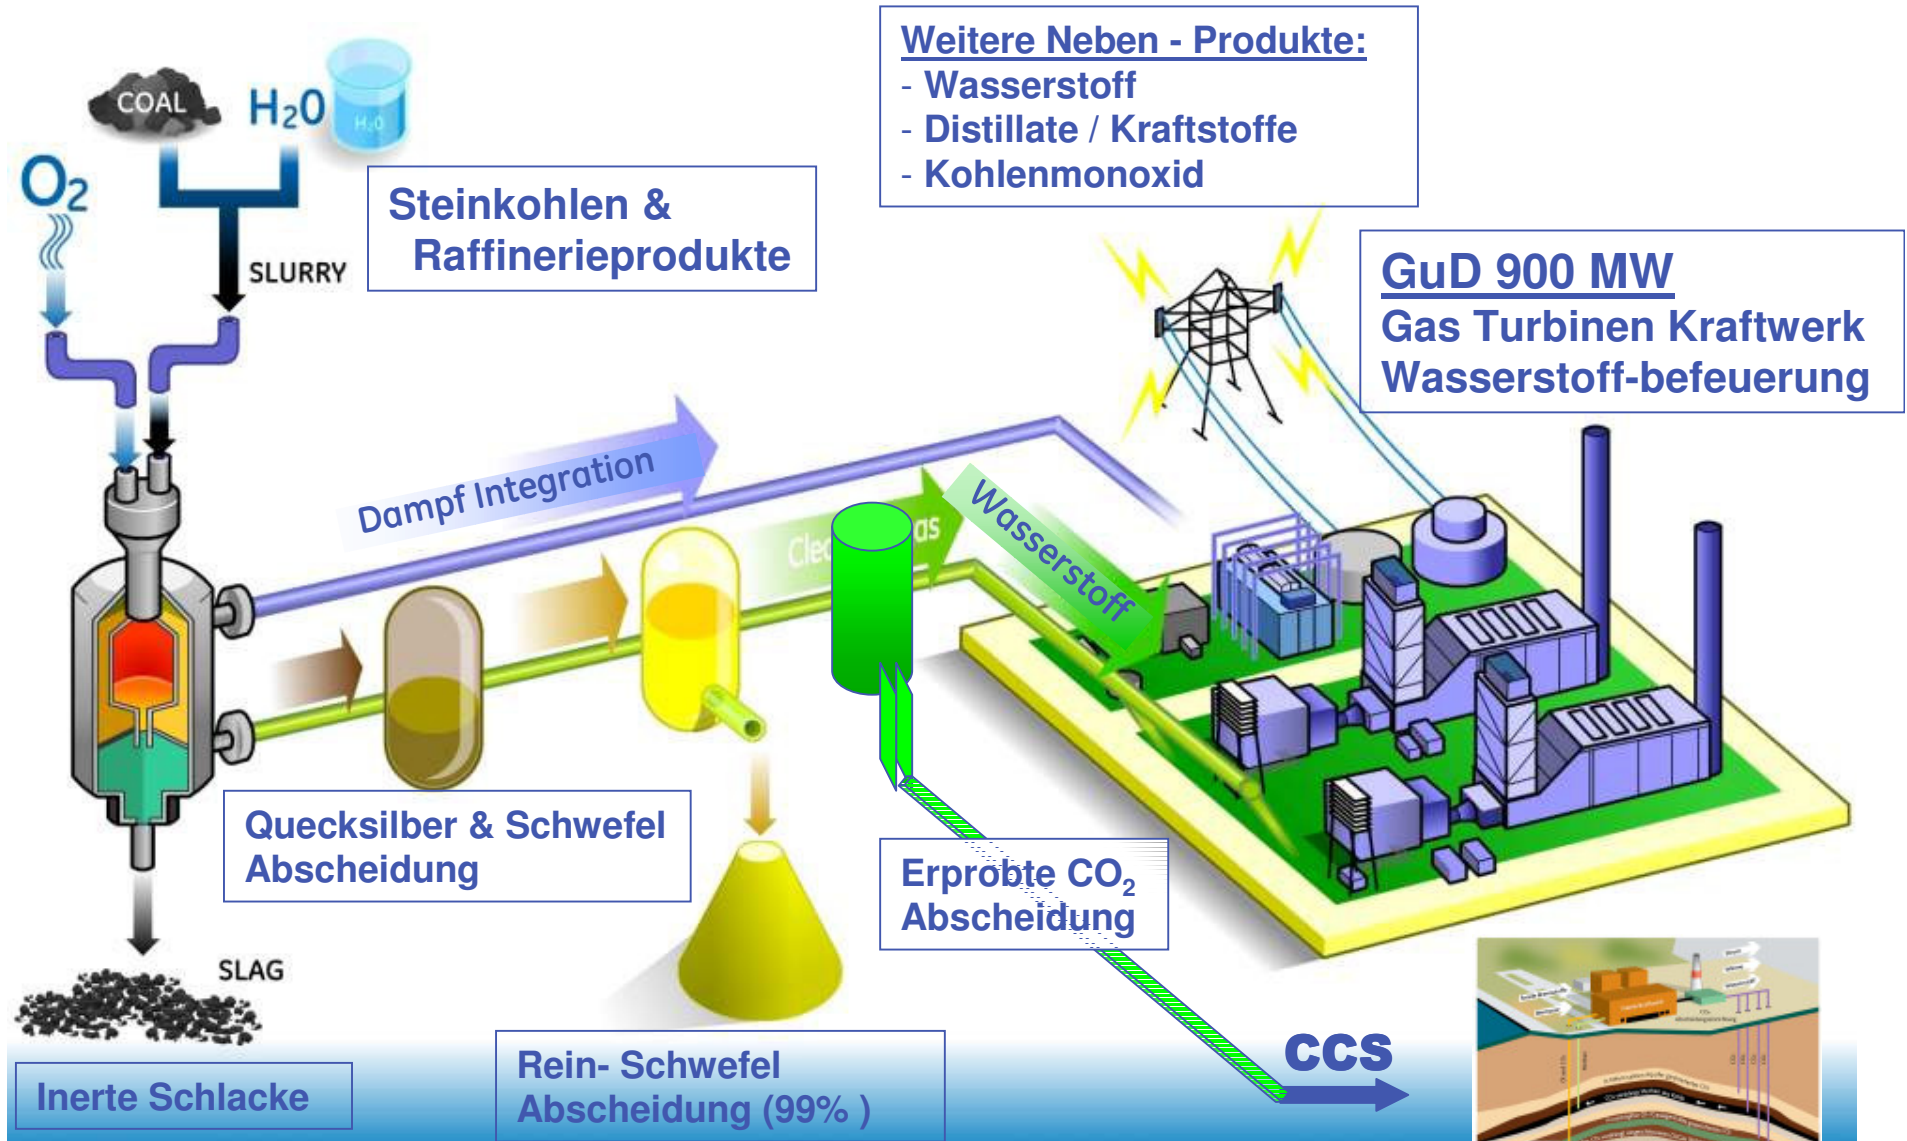 Weitere Neben - Produkte:
- Wasserstoff
- Distillate / Kraftstoffe
- Kohlenmonoxid
COAL
H₂O
H₂O
O₂
Steinkohlen &
Raffinerieprodukte
SLURRY
GuD 900 MW
Gas Turbinen Kraftwerk
Wasserstoff-befeuerung
Dampf Integration
Wasserstoff
Quecksilber & Schwefel
Abscheidung
Erprobte CO₂
Abscheidung
SLAG
Inerte Schlacke
Rein- Schwefel
Abscheidung (99% )
CCS